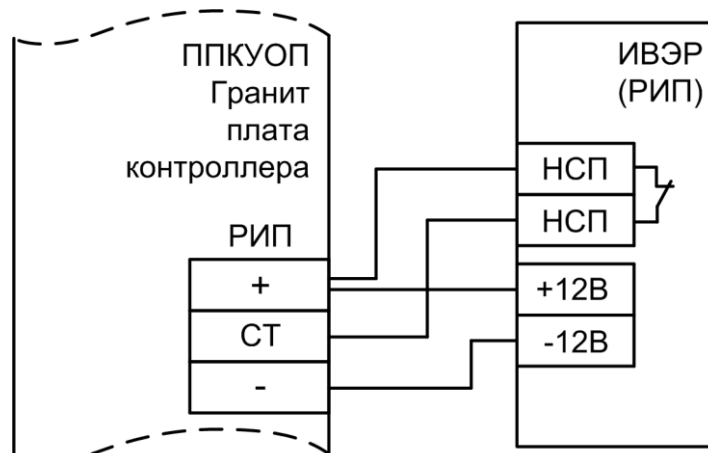 ППКУОП
Гранит
плата
контроллера
РИП
+
СТ
-
ИВЭР
(РИП)
НСП
НСП
+12В
-12В